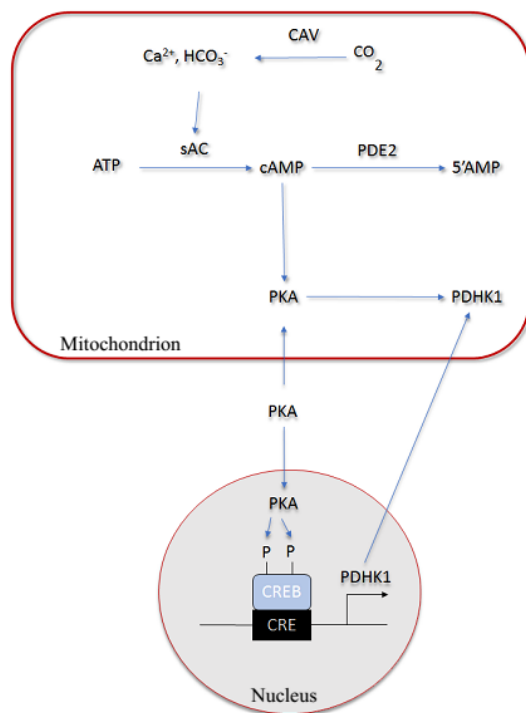 CAV
Ca²⁺, HCO₃⁻
CO₂
sAC
PDE2
ATP
cAMP
5'AMP
PKA
PDHK1
Mitochondrion
PKA
PKA
P P
PDHK1
CREB
CRE
Nucleus